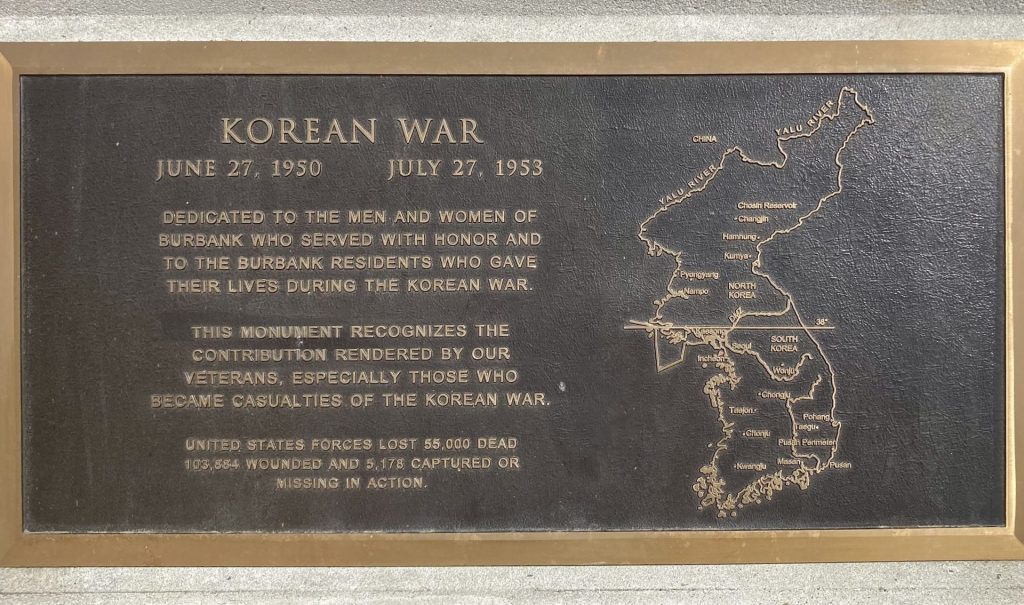 KOREAN WAR
JUNE 27, 1950 JULY 27, 1953
DEDICATED TO THE MEN AND WOMEN OF
BURBANK WHO SERVED WITH HONOR AND
TO THE BURBANK RESIDENTS WHO GAVE
THEIR LIVES DURING THE KOREAN WAR.
THIS MONUMENT RECOGNIZES THE
CONTRIBUTION RENDERED BY OUR
VETERANS, ESPECIALLY THOSE WHO
BECAME CASUALTIES OF THE KOREAN WAR.
UNITED STATES FORCES LOST 55,000 DEAD
WOUNDED AND 5,178 CAPTURED OR
MISSING IN ACTION.
CHINA
YALU RIVER
YALU RIVER
Chosin Reservoir
Changjin
Hamhung
Kumya
Pyongyang
Nampo
NORTH
KOREA
DMZ
38°
Kaesong
Seoul
SOUTH
KOREA
Inchon
Wonju
Chongju
Taejon
Pohang
Taegu
Chonju
Pusan Perimeter
Masan
Pusan
Kwangju